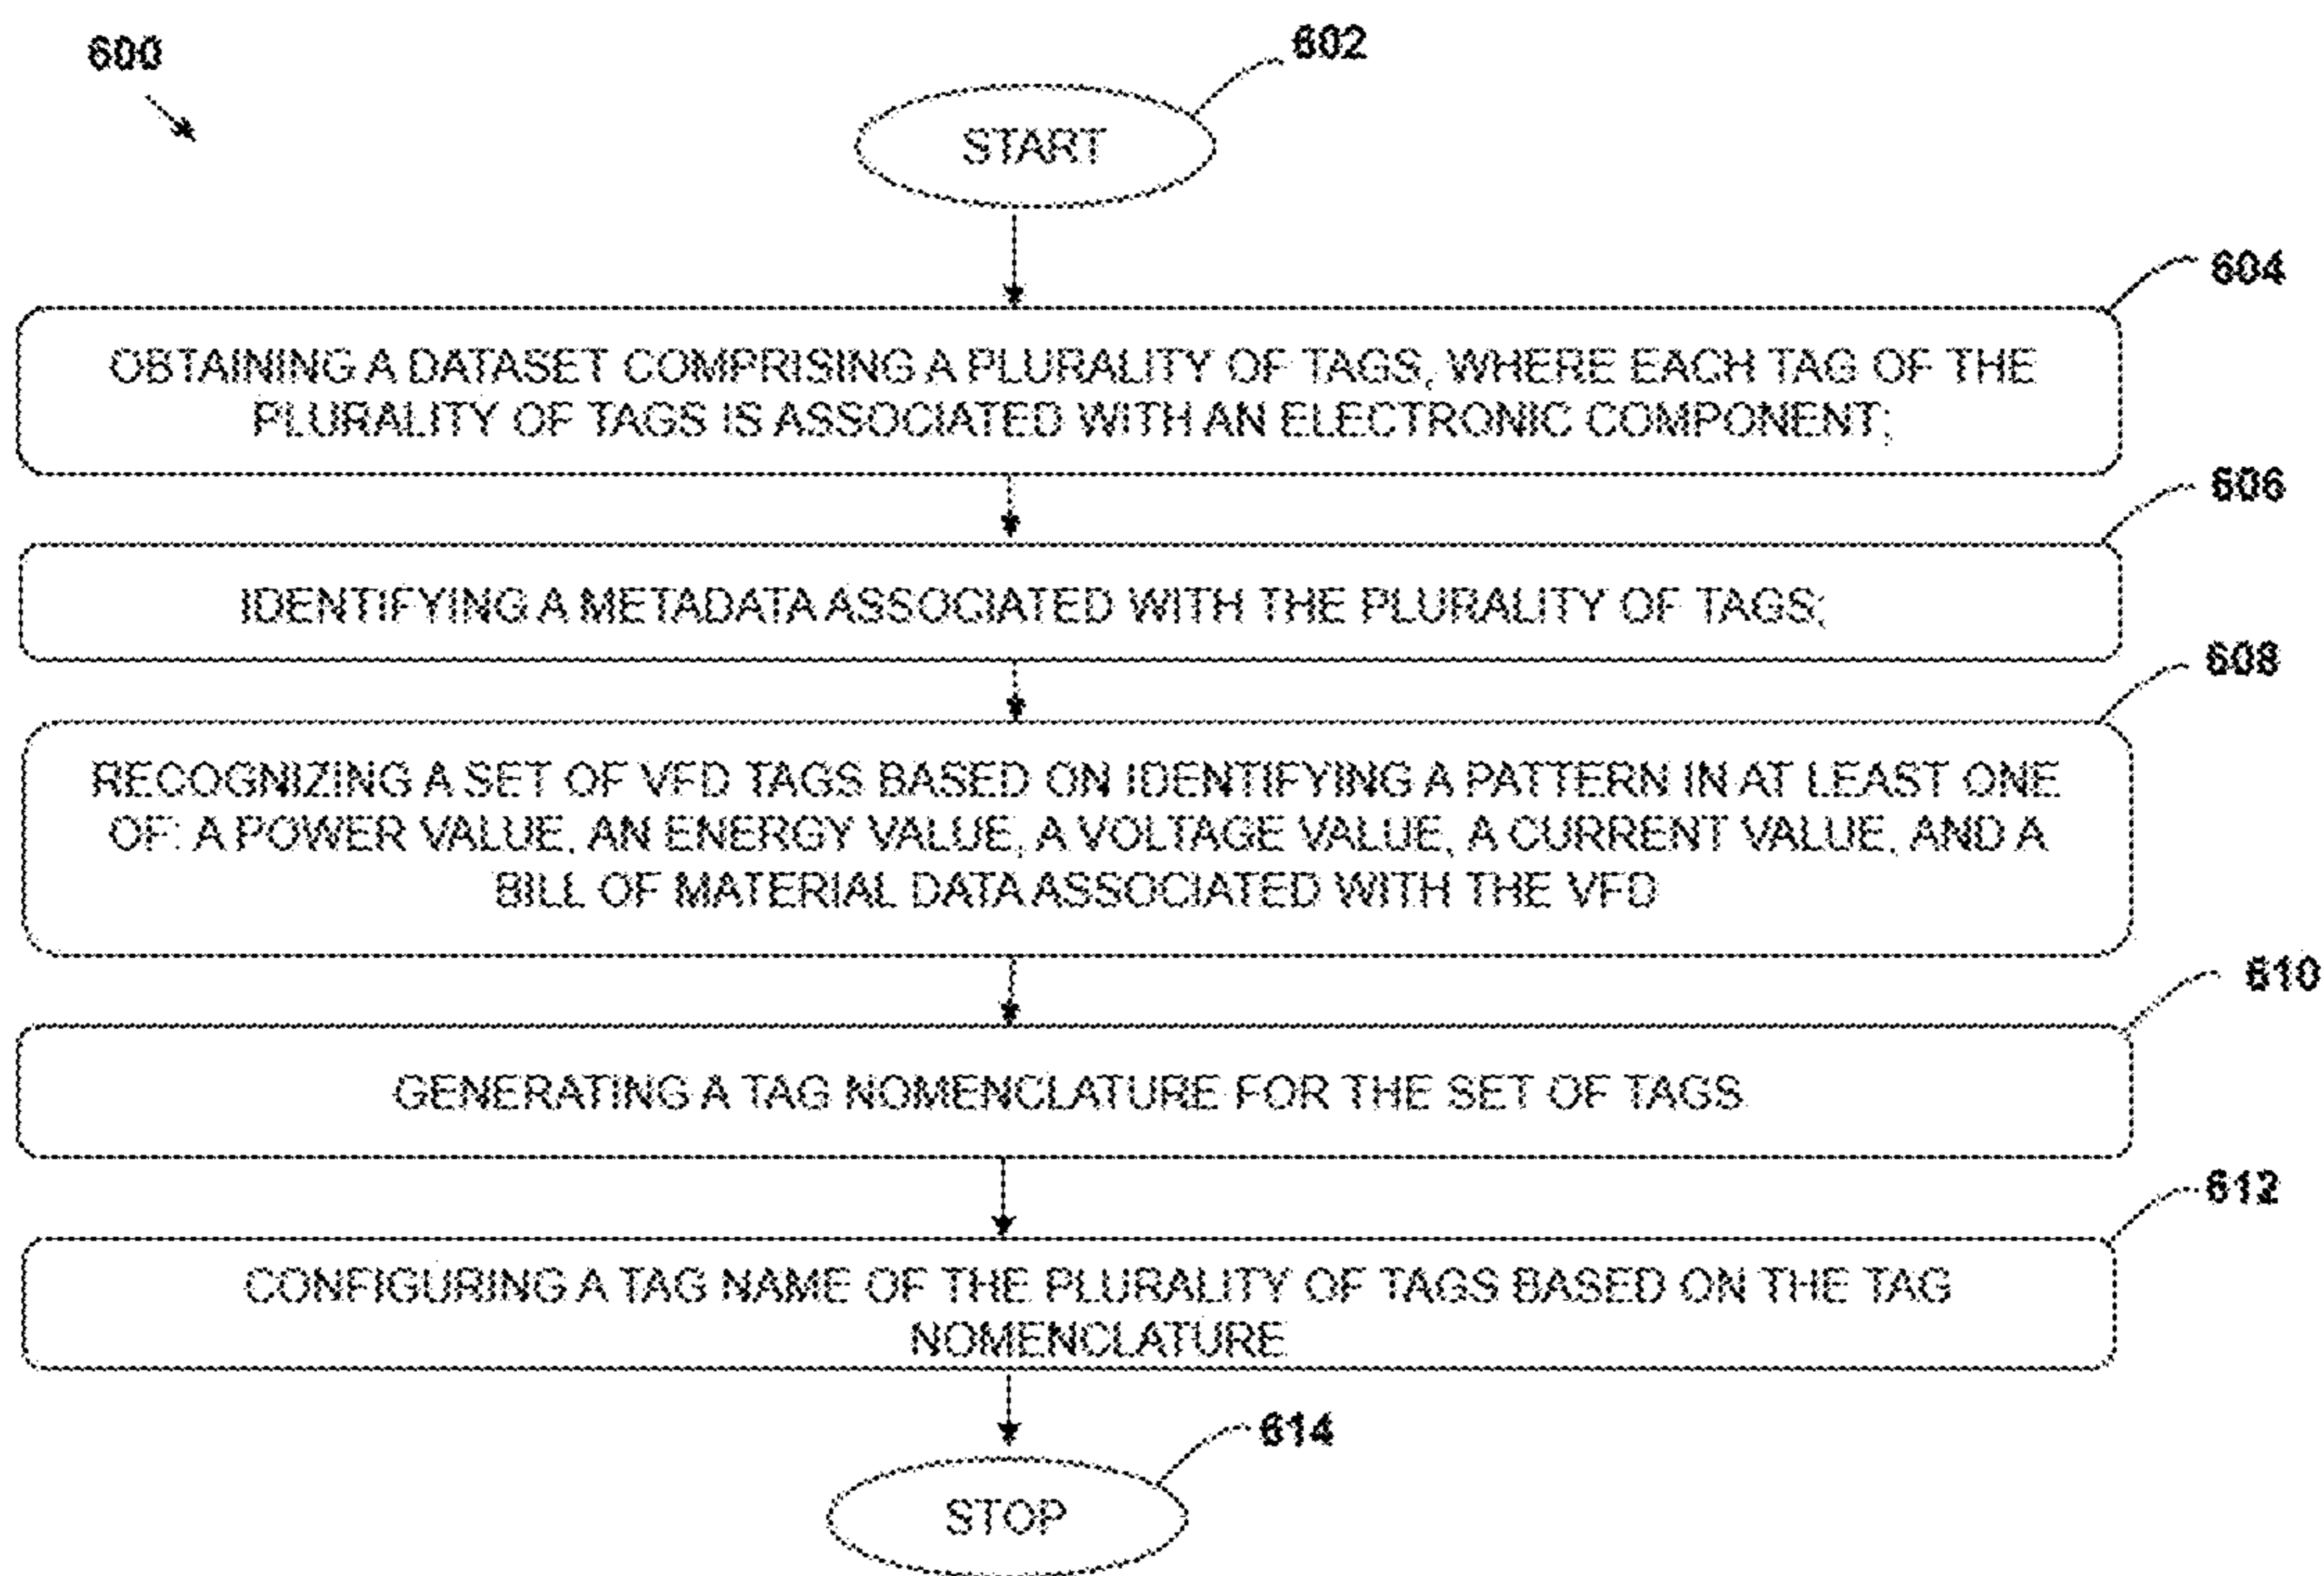 600
602
START
604
OBTAINING A DATASET COMPRISING A PLURALITY OF TAGS, WHERE EACH TAG OF THE
PLURALITY OF TAGS IS ASSOCIATED WITH AN ELECTRONIC COMPONENT;
606
IDENTIFYING A METADATA ASSOCIATED WITH THE PLURALITY OF TAGS;
608
RECOGNIZING A SET OF VFD TAGS BASED ON IDENTIFYING A PATTERN IN AT LEAST ONE
OF: A POWER VALUE, AN ENERGY VALUE, A VOLTAGE VALUE, A CURRENT VALUE, AND A
BILL OF MATERIAL DATA ASSOCIATED WITH THE VFD
610
GENERATING A TAG NOMENCLATURE FOR THE SET OF TAGS
612
CONFIGURING A TAG NAME OF THE PLURALITY OF TAGS BASED ON THE TAG
NOMENCLATURE
614
STOP